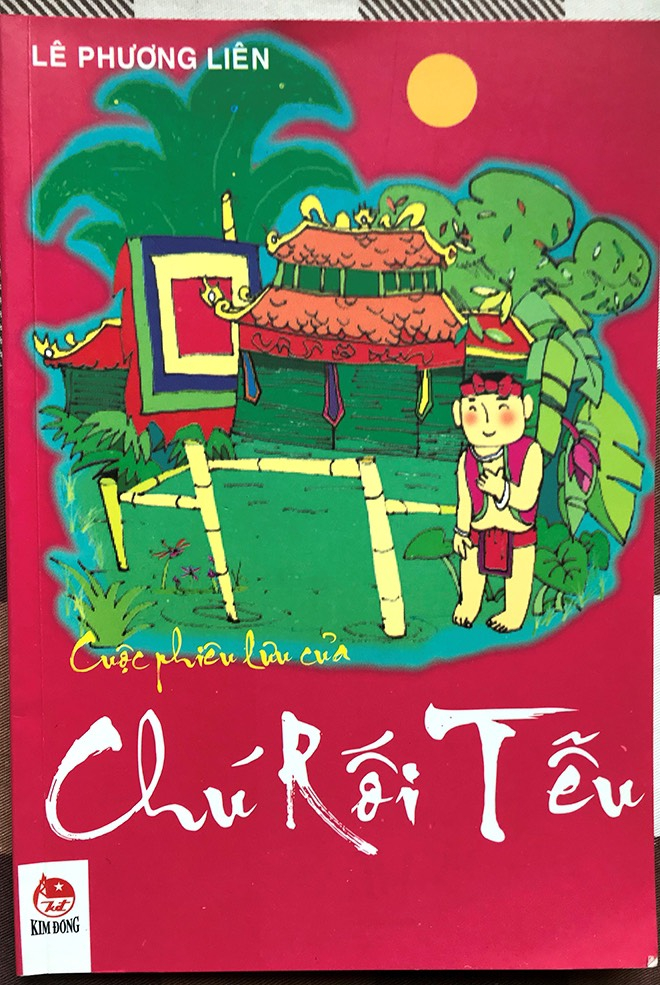 LÊ PHƯƠNG LIÊN
Cuộc phiêu lưu của
Chú Rối Tễu
KIM ĐỒNG